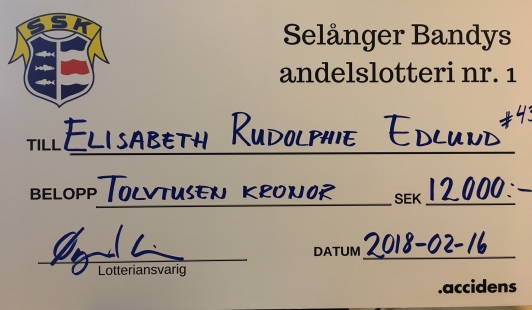 SSK
Selånger Bandys
andelslotteri nr. 1
#43
TILL ELISABETH RUDOLPHIE EDLUND
BELOPP TOLVTUSEN KRONOR SEK 12000:-
Lotteriansvarig
DATUM 2018-02-16
.accidens